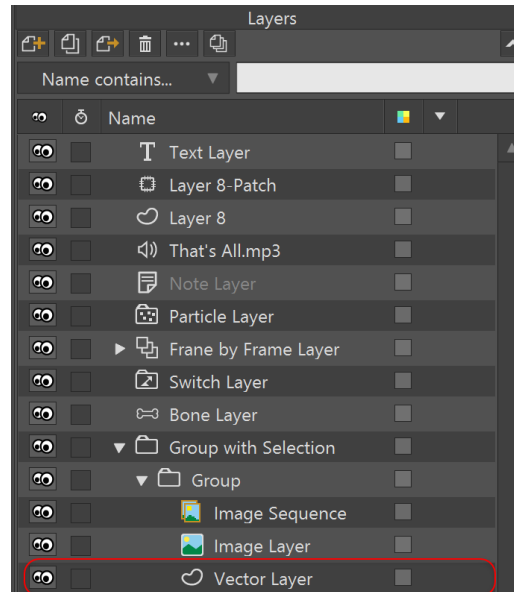 Layers
Name contains...
Name
Text Layer
Layer 8-Patch
Layer 8
That's All.mp3
Note Layer
Particle Layer
Frane by Frame Layer
Switch Layer
Bone Layer
Group with Selection
Group
Image Sequence
Image Layer
Vector Layer